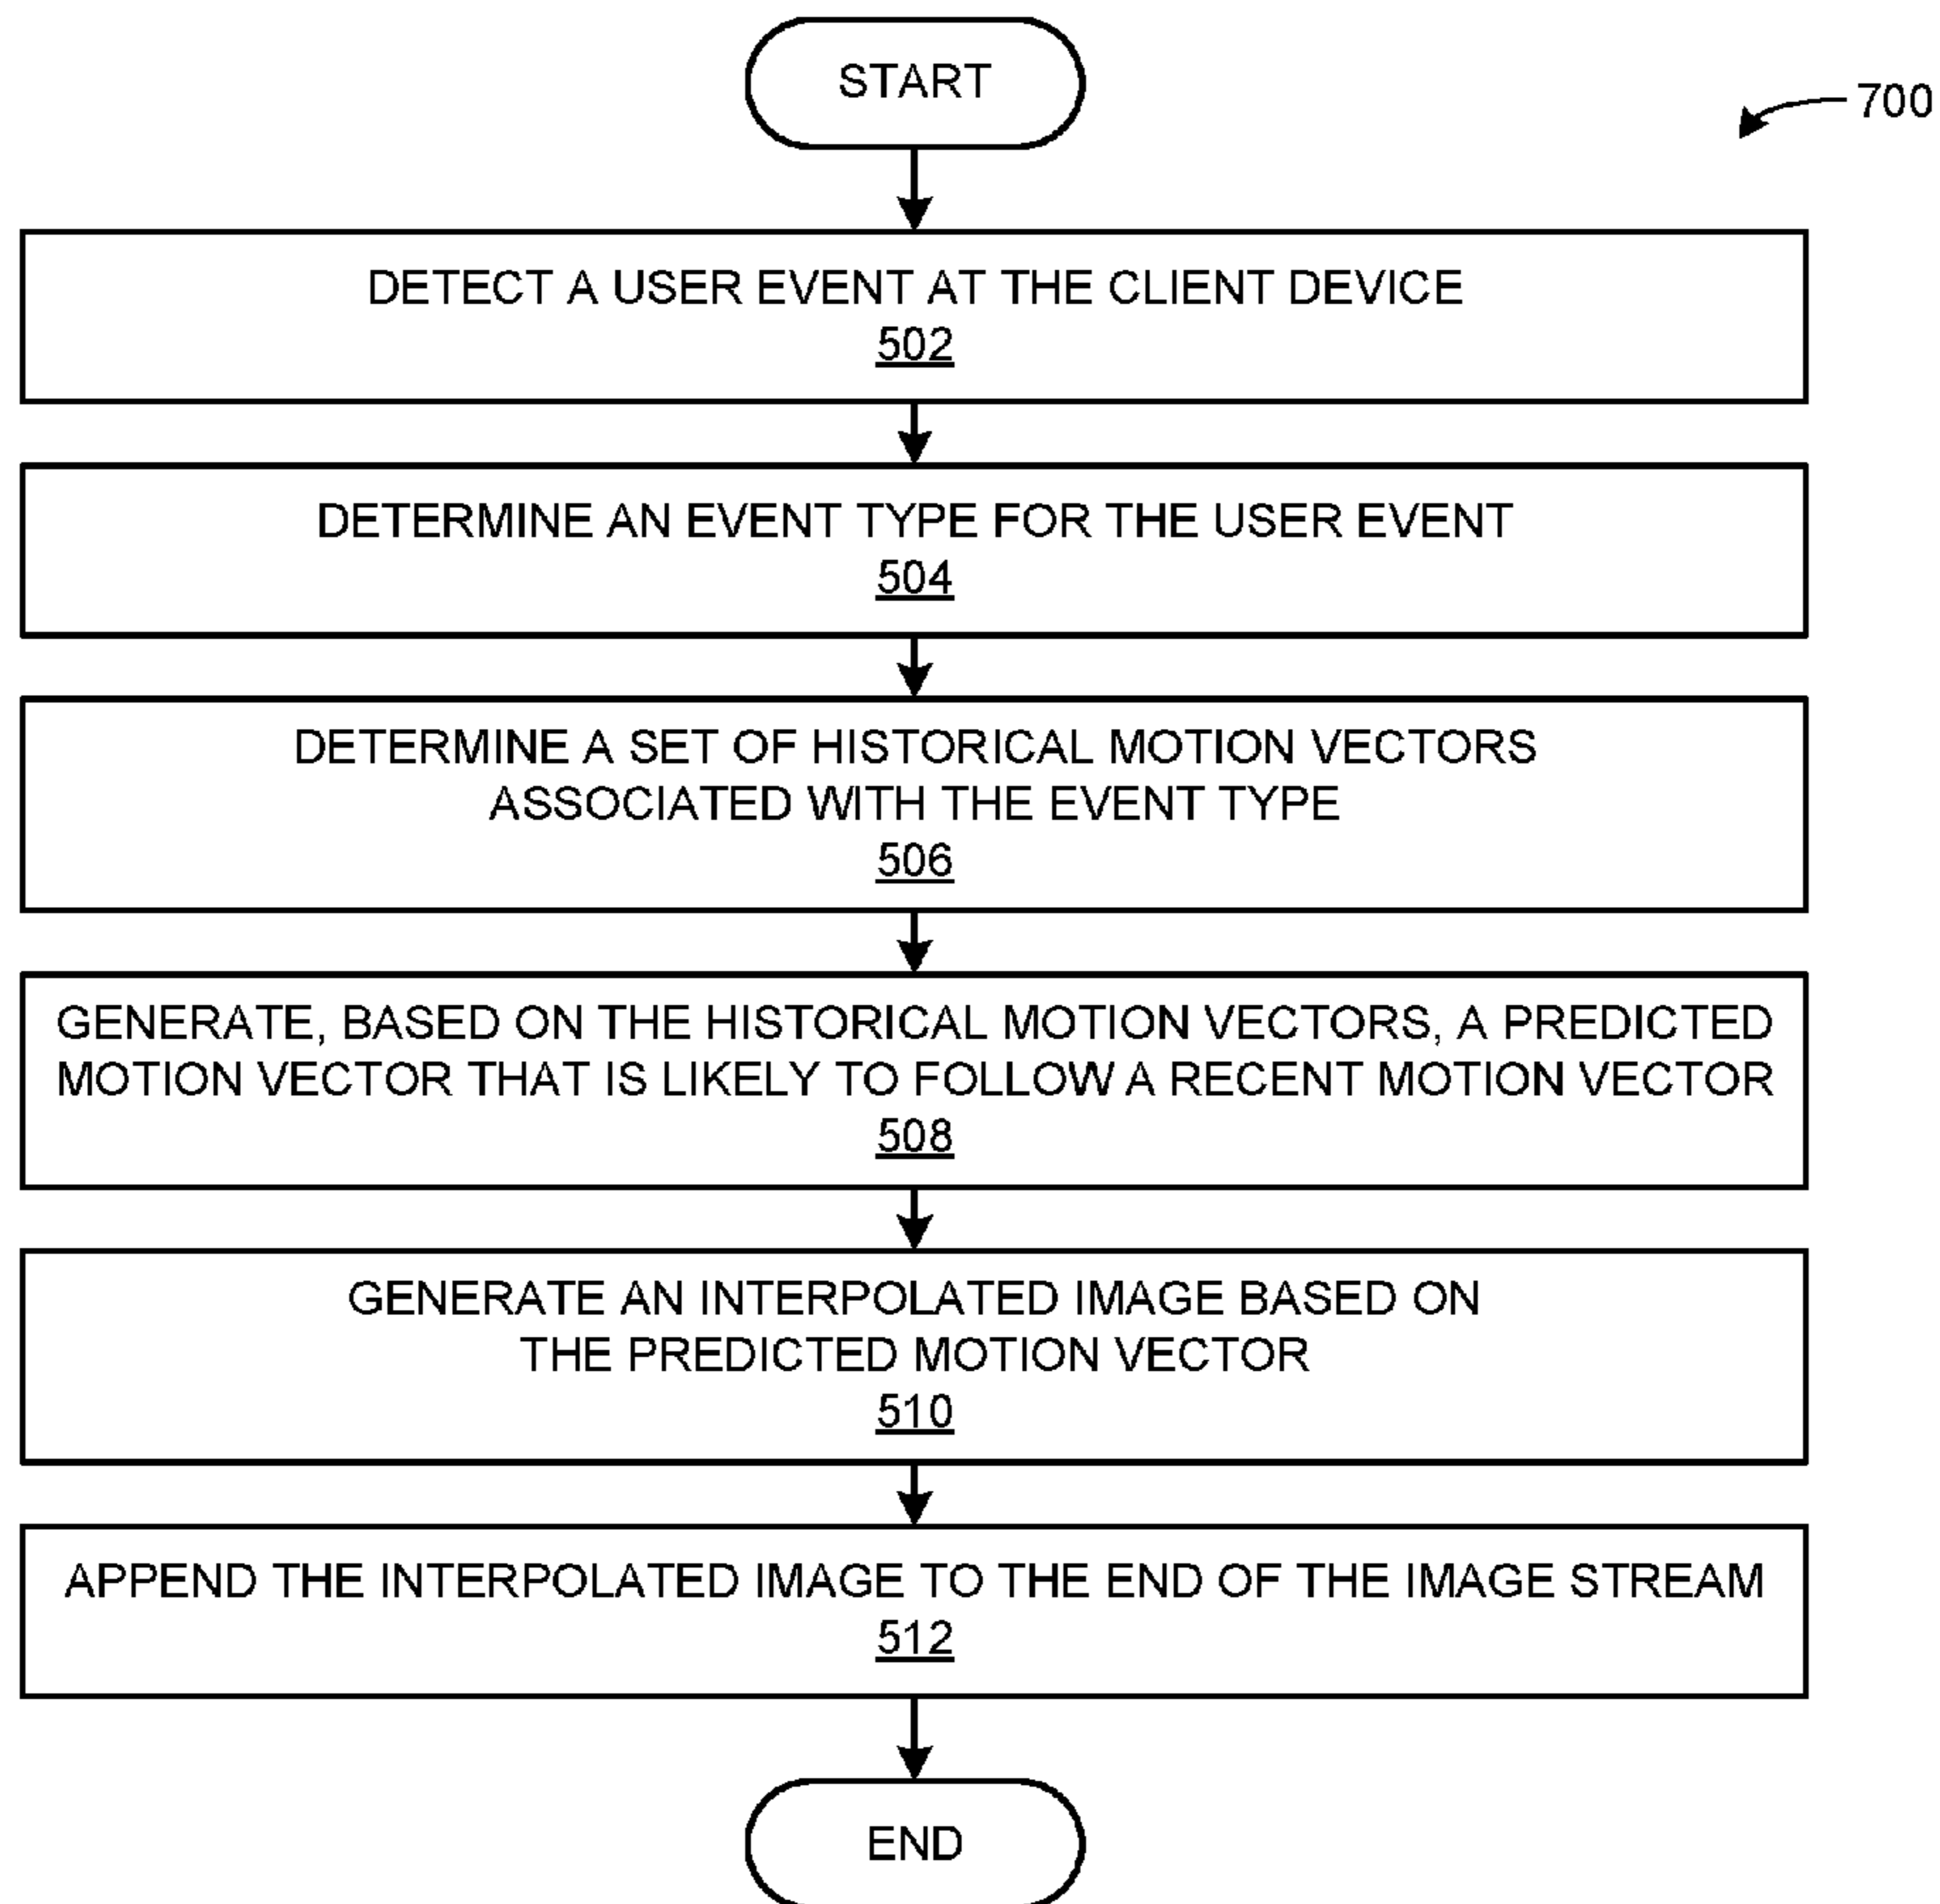 START
700
DETECT A USER EVENT AT THE CLIENT DEVICE
502
DETERMINE AN EVENT TYPE FOR THE USER EVENT
504
DETERMINE A SET OF HISTORICAL MOTION VECTORS
ASSOCIATED WITH THE EVENT TYPE
506
GENERATE, BASED ON THE HISTORICAL MOTION VECTORS, A PREDICTED
MOTION VECTOR THAT IS LIKELY TO FOLLOW A RECENT MOTION VECTOR
508
GENERATE AN INTERPOLATED IMAGE BASED ON
THE PREDICTED MOTION VECTOR
510
APPEND THE INTERPOLATED IMAGE TO THE END OF THE IMAGE STREAM
512
END